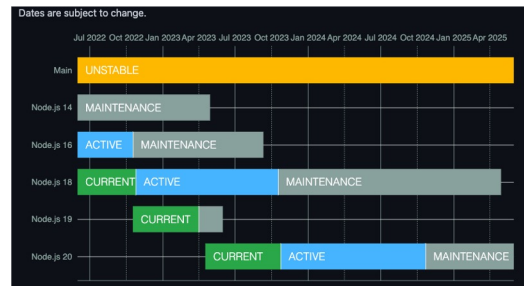 Dates are subject to change.
Jul 2022 Oct 2022 Jan 2023 Apr 2023 Jul 2023 Oct 2023 Jan 2024 Apr 2024 Jul 2024 Oct 2024 Jan 2025 Apr 2025
Main UNSTABLE
Node.js 14 MAINTENANCE
Node.js 16 ACTIVE MAINTENANCE
Node.js 18 CURRENT ACTIVE MAINTENANCE
Node.js 19 CURRENT
Node.js 20 CURRENT ACTIVE MAINTENANCE